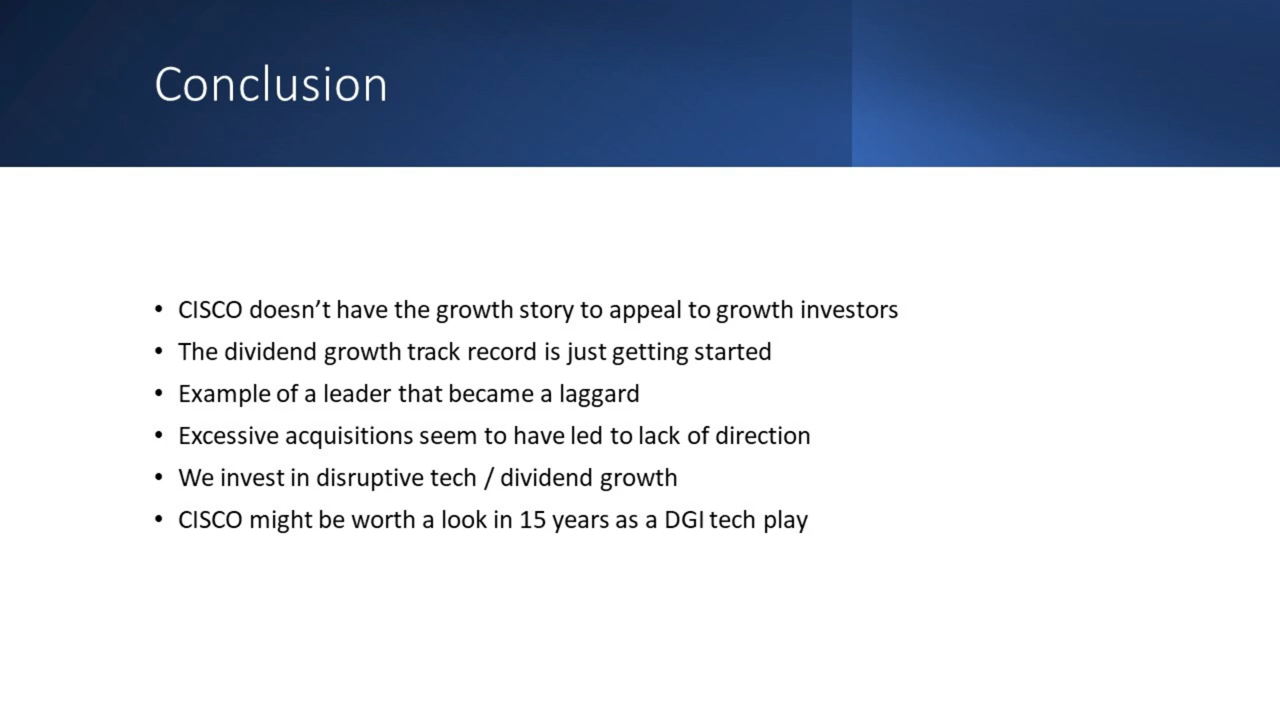 Conclusion
• CISCO doesn’t have the growth story to appeal to growth investors
• The dividend growth track record is just getting started
• Example of a leader that became a laggard
• Excessive acquisitions seem to have led to lack of direction
• We invest in disruptive tech / dividend growth
• CISCO might be worth a look in 15 years as a DGI tech play